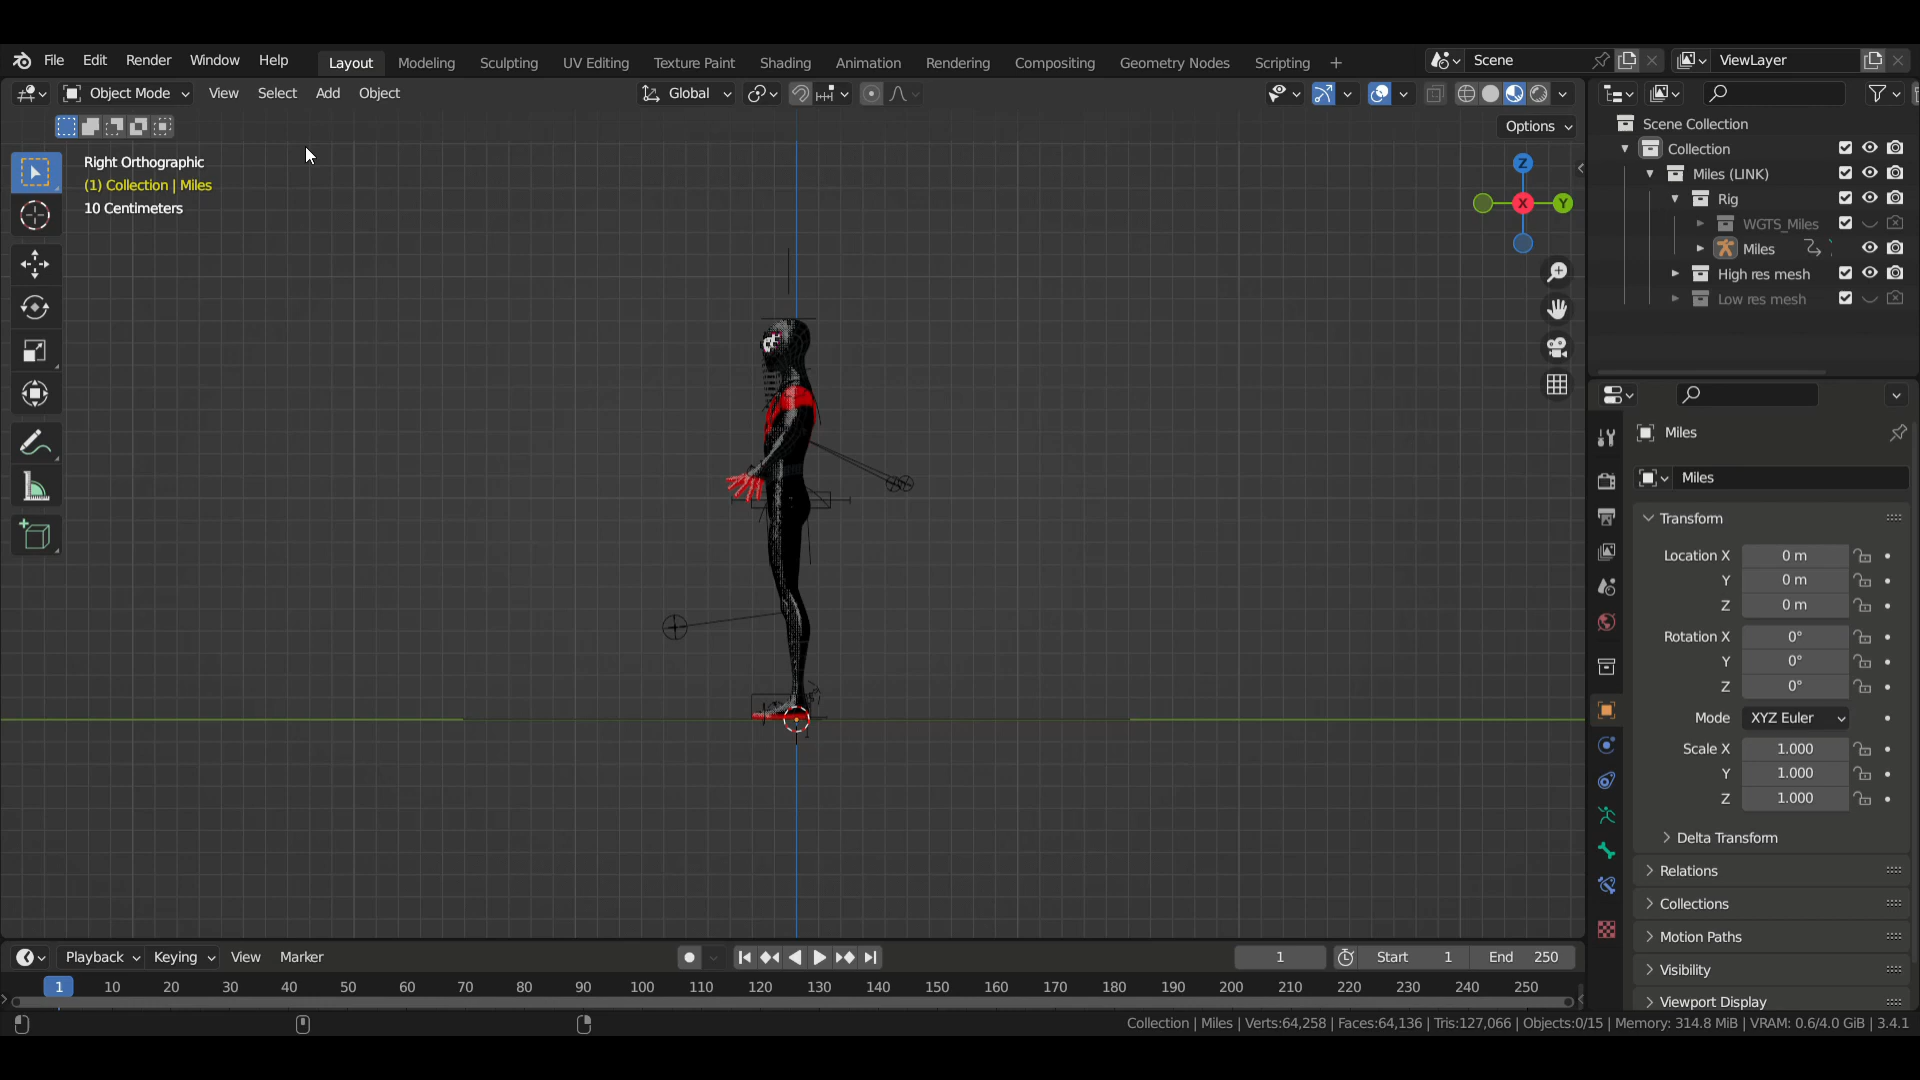 File Edit Render Window Help Layout Modeling Sculpting UV Editing Texture Paint Shading Animation Rendering Compositing Geometry Nodes Scripting + Scene ViewLayer
Object Mode View Select Add Object Global
Options
Right Orthographic
(1) Collection | Miles
10 Centimeters
Z
X
Y
Scene Collection
Collection
Miles (LINK)
Rig
WGTS_Miles
Miles
High res mesh
Low res mesh
Miles
Miles
Transform
Location X 0 m
Y 0 m
Z 0 m
Rotation X 0°
Y 0°
Z 0°
Mode XYZ Euler
Scale X 1.000
Y 1.000
Z 1.000
Delta Transform
Relations
Collections
Motion Paths
Visibility
Viewport Display
Playback Keying View Marker 1 Start 1 End 250
1 10 20 30 40 50 60 70 80 90 100 110 120 130 140 150 160 170 180 190 200 210 220 230 240 250
Collection | Miles | Verts:64,258 | Faces:64,136 | Tris:127,066 | Objects:0/15 | Memory: 314.8 MiB | VRAM: 0.6/4.0 GiB | 3.4.1